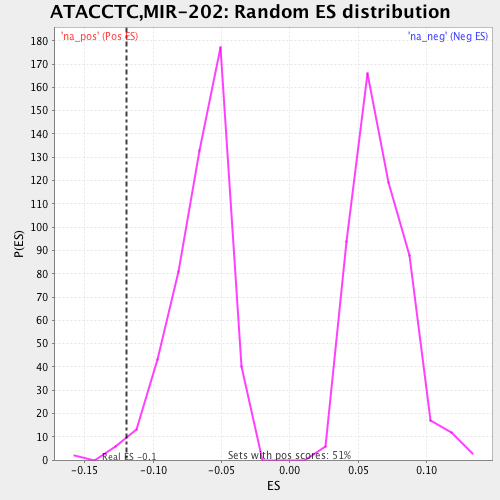 ATACCTC,MIR-202: Random ES distribution
'na_pos' (Pos ES)
'na_neg' (Neg ES)
180
170
160
150
140
130
120
110
100
90
80
70
60
50
40
30
20
10
0
P(ES)
Real ES -0.1
Sets with pos scores: 51%
-0.15 -0.10 -0.05 0.00 0.05 0.10
ES